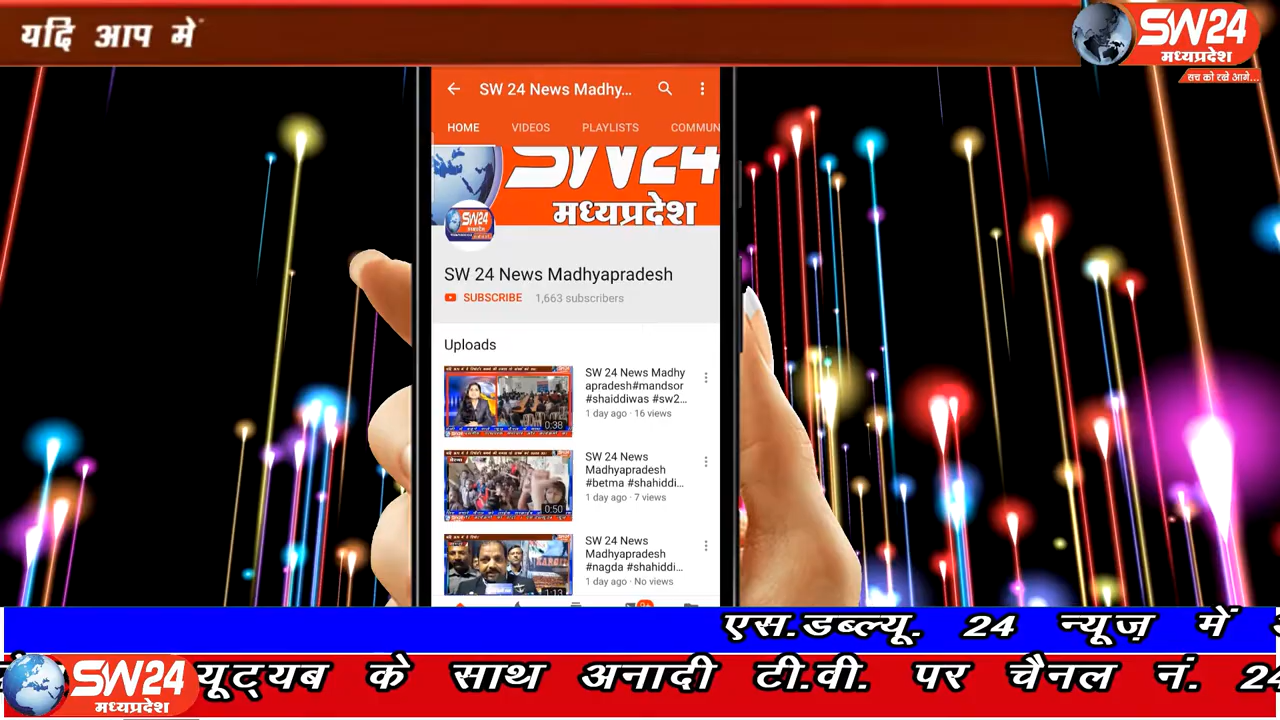 यदि आप में
SW24
मध्यप्रदेश
सच को रखे आगे...
SW 24 News Madhy...
HOME VIDEOS PLAYLISTS COMMUN
SW24
मध्यप्रदेश
SW24
SW 24 News Madhyapradesh
SUBSCRIBE 1,663 subscribers
Uploads
SW 24 News Madhy
apradesh#mandsor
#shaiddiwas #sw2...
1 day ago · 16 views
0:38
SW 24 News
Madhyapradesh
#betma #shahiddi...
1 day ago · 7 views
0:50
SW 24 News
Madhyapradesh
#nagda #shahiddi...
1 day ago · No views
1:13
एस.डब्ल्यू. 24 न्यूज़ में
यूट्यब के साथ अनादी टी.वी. पर चैनल नं. 24
SW24
मध्यप्रदेश